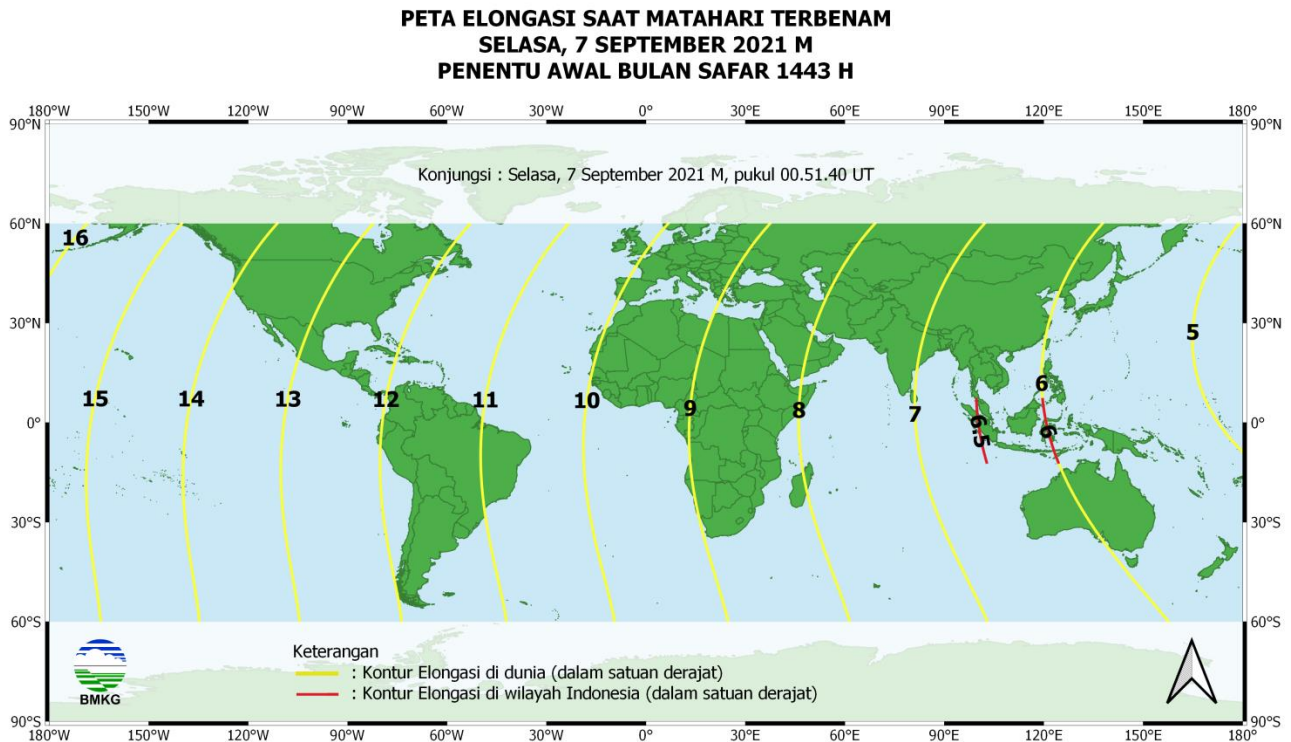 PETA ELONGASI SAAT MATAHARI TERBENAM
SELASA, 7 SEPTEMBER 2021 M
PENENTU AWAL BULAN SAFAR 1443 H
180°W 150°W 120°W 90°W 60°W 30°W 0° 30°E 60°E 90°E 120°E 150°E 180°
90°N 90°N
Konjungsi : Selasa, 7 September 2021 M, pukul 00.51.40 UT
60°N 60°N
16
30°N 30°N
5
6
15 14 13 12 11 10 9 8 7
0° 0°
6.5 6
30°S 30°S
60°S 60°S
Keterangan
: Kontur Elongasi di dunia (dalam satuan derajat)
: Kontur Elongasi di wilayah Indonesia (dalam satuan derajat)
BMKG
90°S 90°S
180°W 150°W 120°W 90°W 60°W 30°W 0° 30°E 60°E 90°E 120°E 150°E 180°